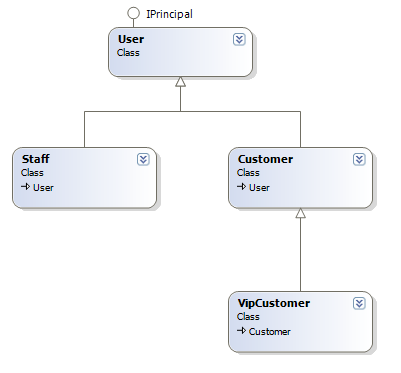 IPrincipal
User
Class
Staff
Class
User
Customer
Class
User
VipCustomer
Class
Customer